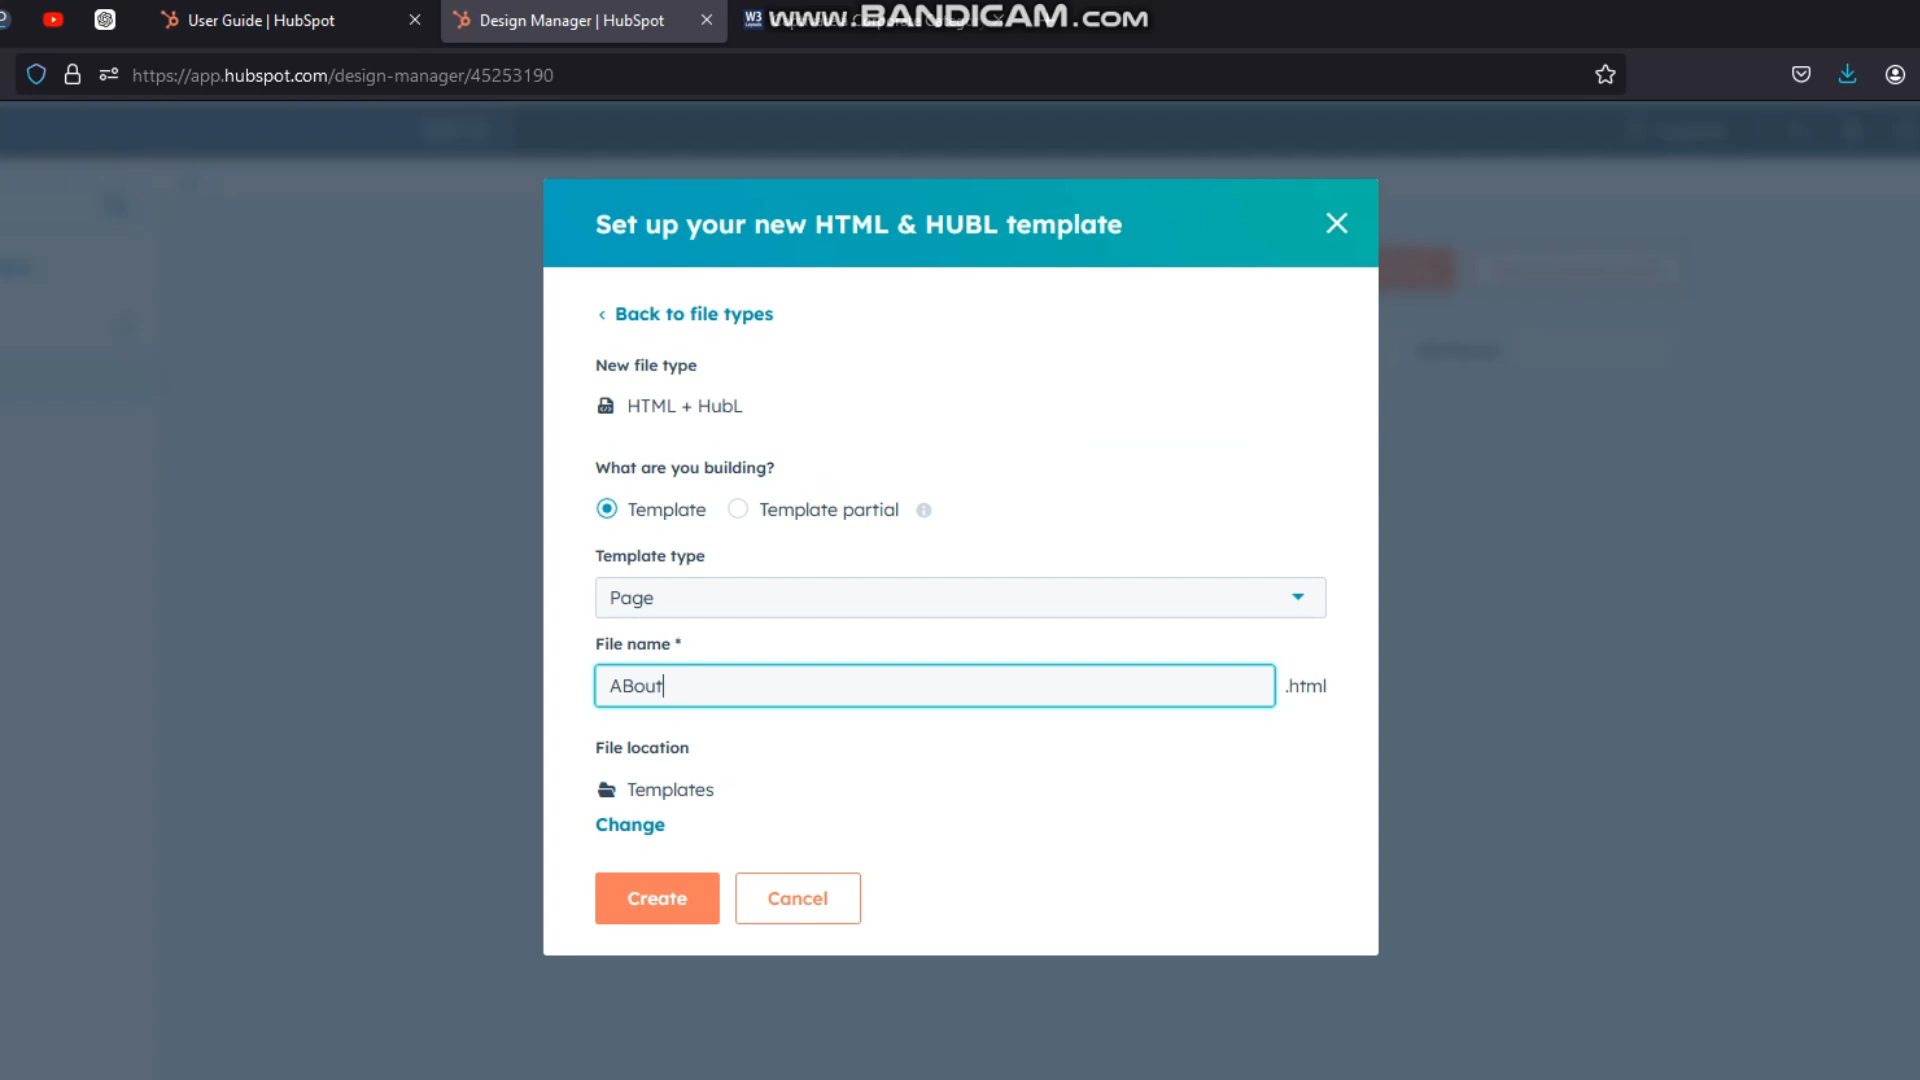 User Guide | HubSpot
Design Manager | HubSpot
www.BANDICAM.com
https://app.hubspot.com/design-manager/45253190
Set up your new HTML & HUBL template
Back to file types
New file type
HTML + HubL
What are you building?
Template
Template partial
Template type
Page
File name *
ABout
.html
File location
Templates
Change
Create
Cancel